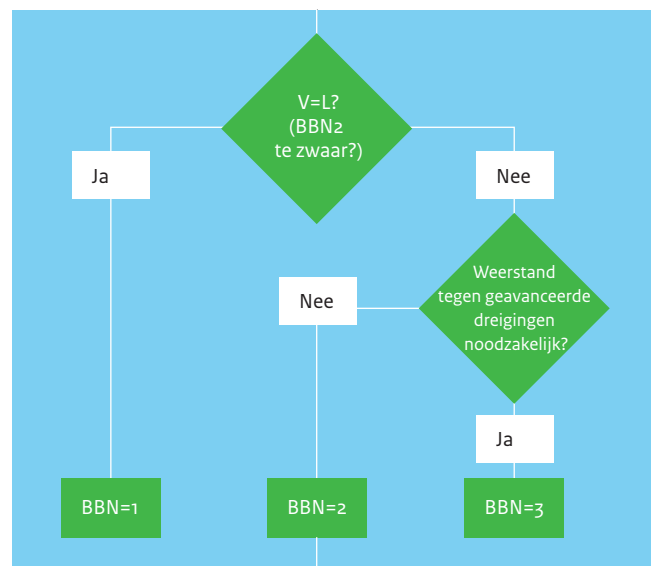 V=L?
(BBN2
te zwaar?)
Ja
Nee
Weerstand
tegen geavanceerde
dreigingen
noodzakelijk?
Nee
Ja
BBN=1
BBN=2
BBN=3